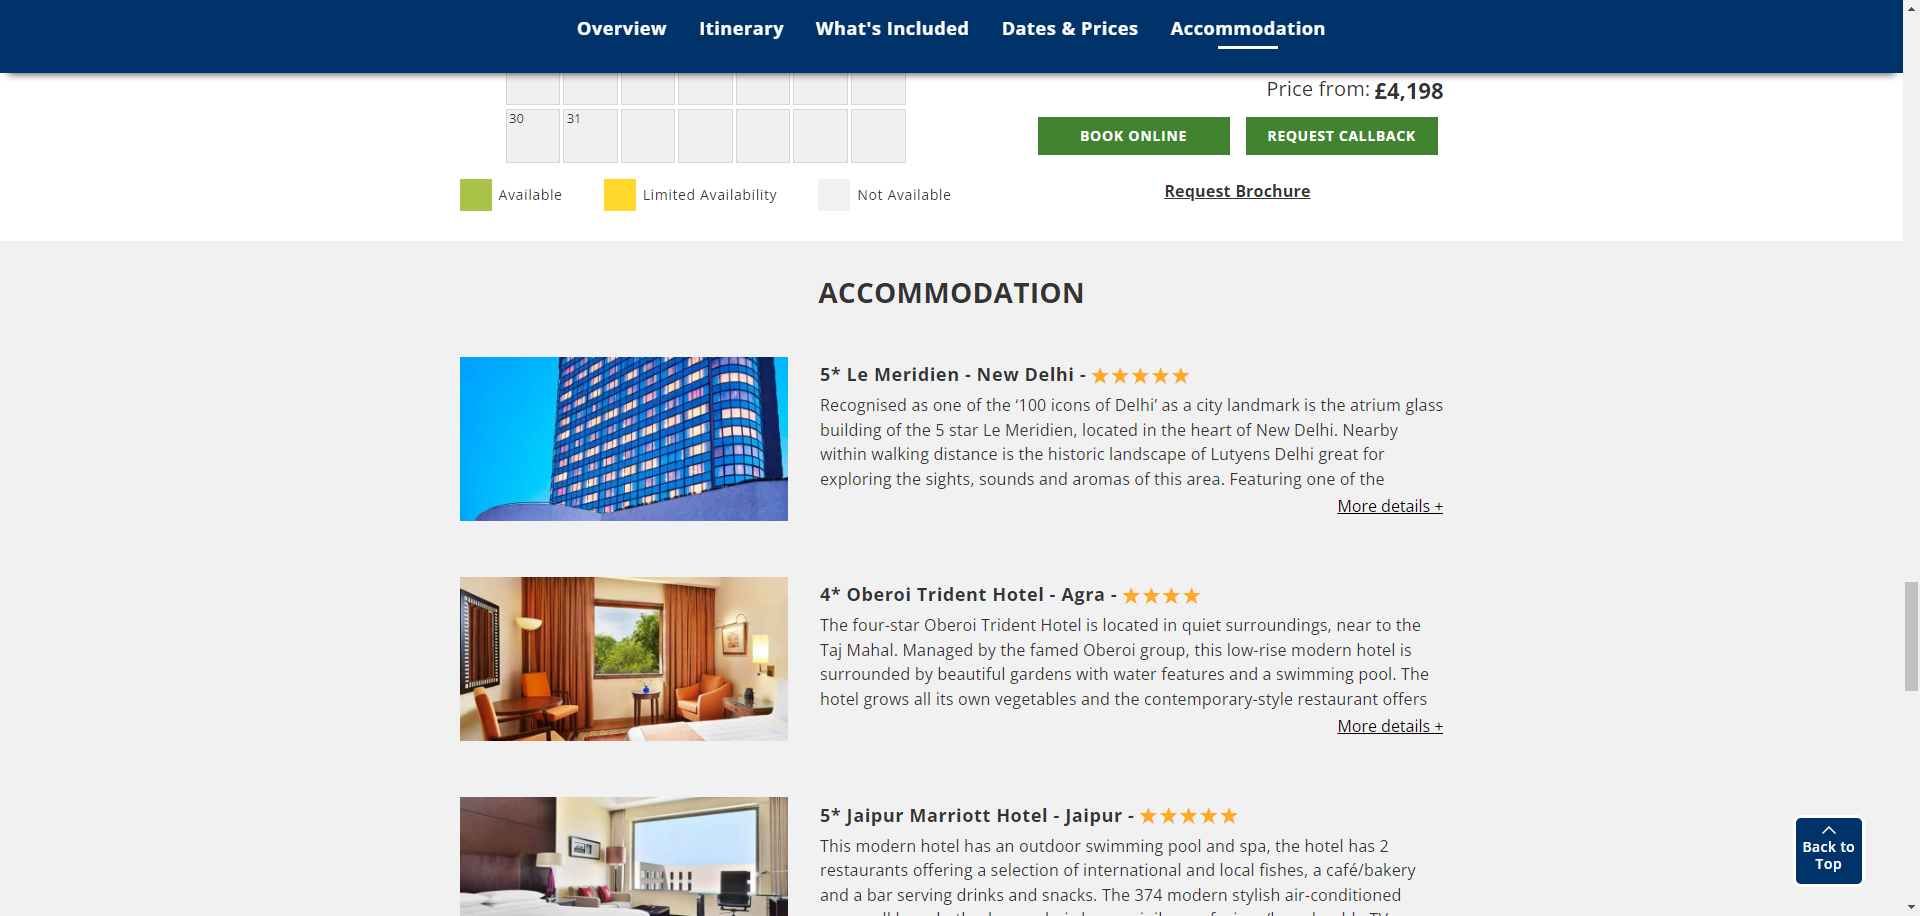 Overview Itinerary What's Included Dates & Prices Accommodation
Price from: £4,198
30 31
BOOK ONLINE REQUEST CALLBACK
Request Brochure
Available Limited Availability Not Available
ACCOMMODATION
5* Le Meridien - New Delhi -
Recognised as one of the ‘100 icons of Delhi’ as a city landmark is the atrium glass
building of the 5 star Le Meridien, located in the heart of New Delhi. Nearby
within walking distance is the historic landscape of Lutyens Delhi great for
exploring the sights, sounds and aromas of this area. Featuring one of the
More details +
4* Oberoi Trident Hotel - Agra -
The four-star Oberoi Trident Hotel is located in quiet surroundings, near to the
Taj Mahal. Managed by the famed Oberoi group, this low-rise modern hotel is
surrounded by beautiful gardens with water features and a swimming pool. The
hotel grows all its own vegetables and the contemporary-style restaurant offers
More details +
5* Jaipur Marriott Hotel - Jaipur -
This modern hotel has an outdoor swimming pool and spa, the hotel has 2
restaurants offering a selection of international and local fishes, a café/bakery
and a bar serving drinks and snacks. The 374 modern stylish air-conditioned
Back to
Top